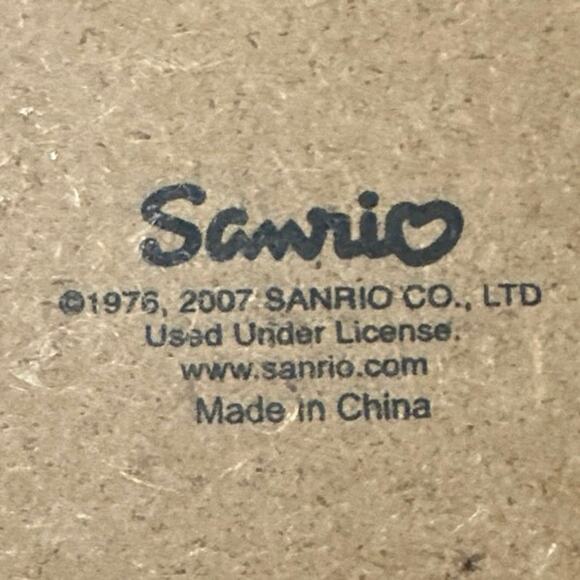 Sanrio
©1976, 2007 SANRIO CO., LTD
Used Under License.
www.sanrio.com
Made in China